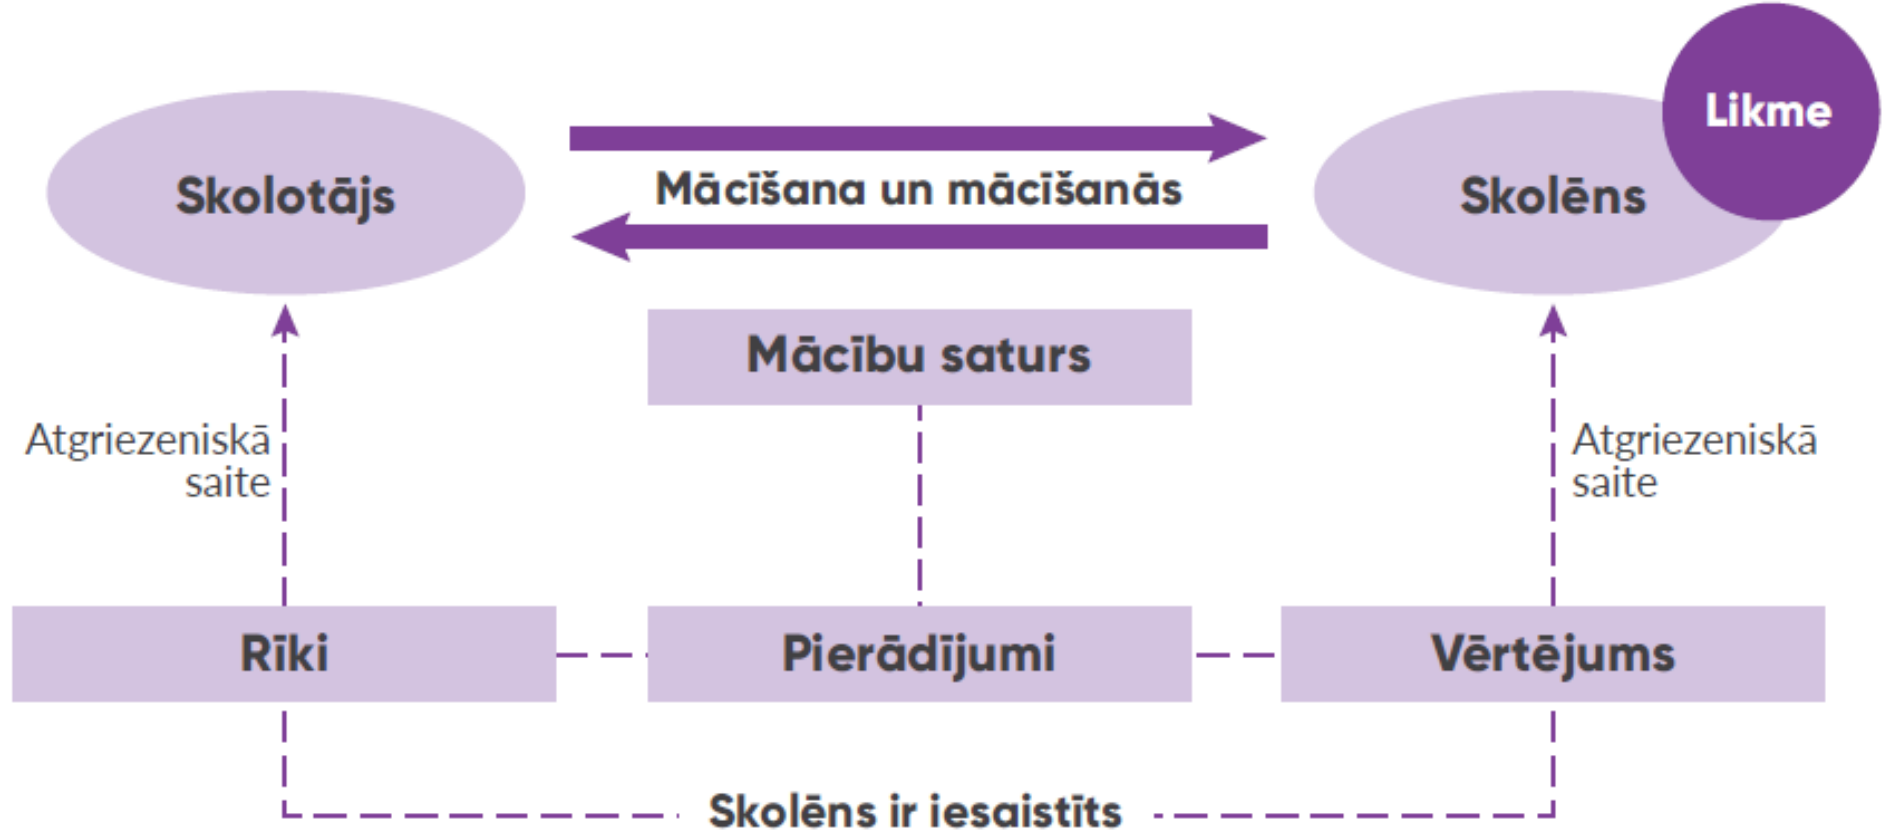 Likme
Skolotājs
Mācīšana un mācīšanās
Skolēns
Mācību saturs
Atgriezeniskā
saite
Atgriezeniskā
saite
Rīki
Pierādījumi
Vērtējums
Skolēns ir iesaistīts